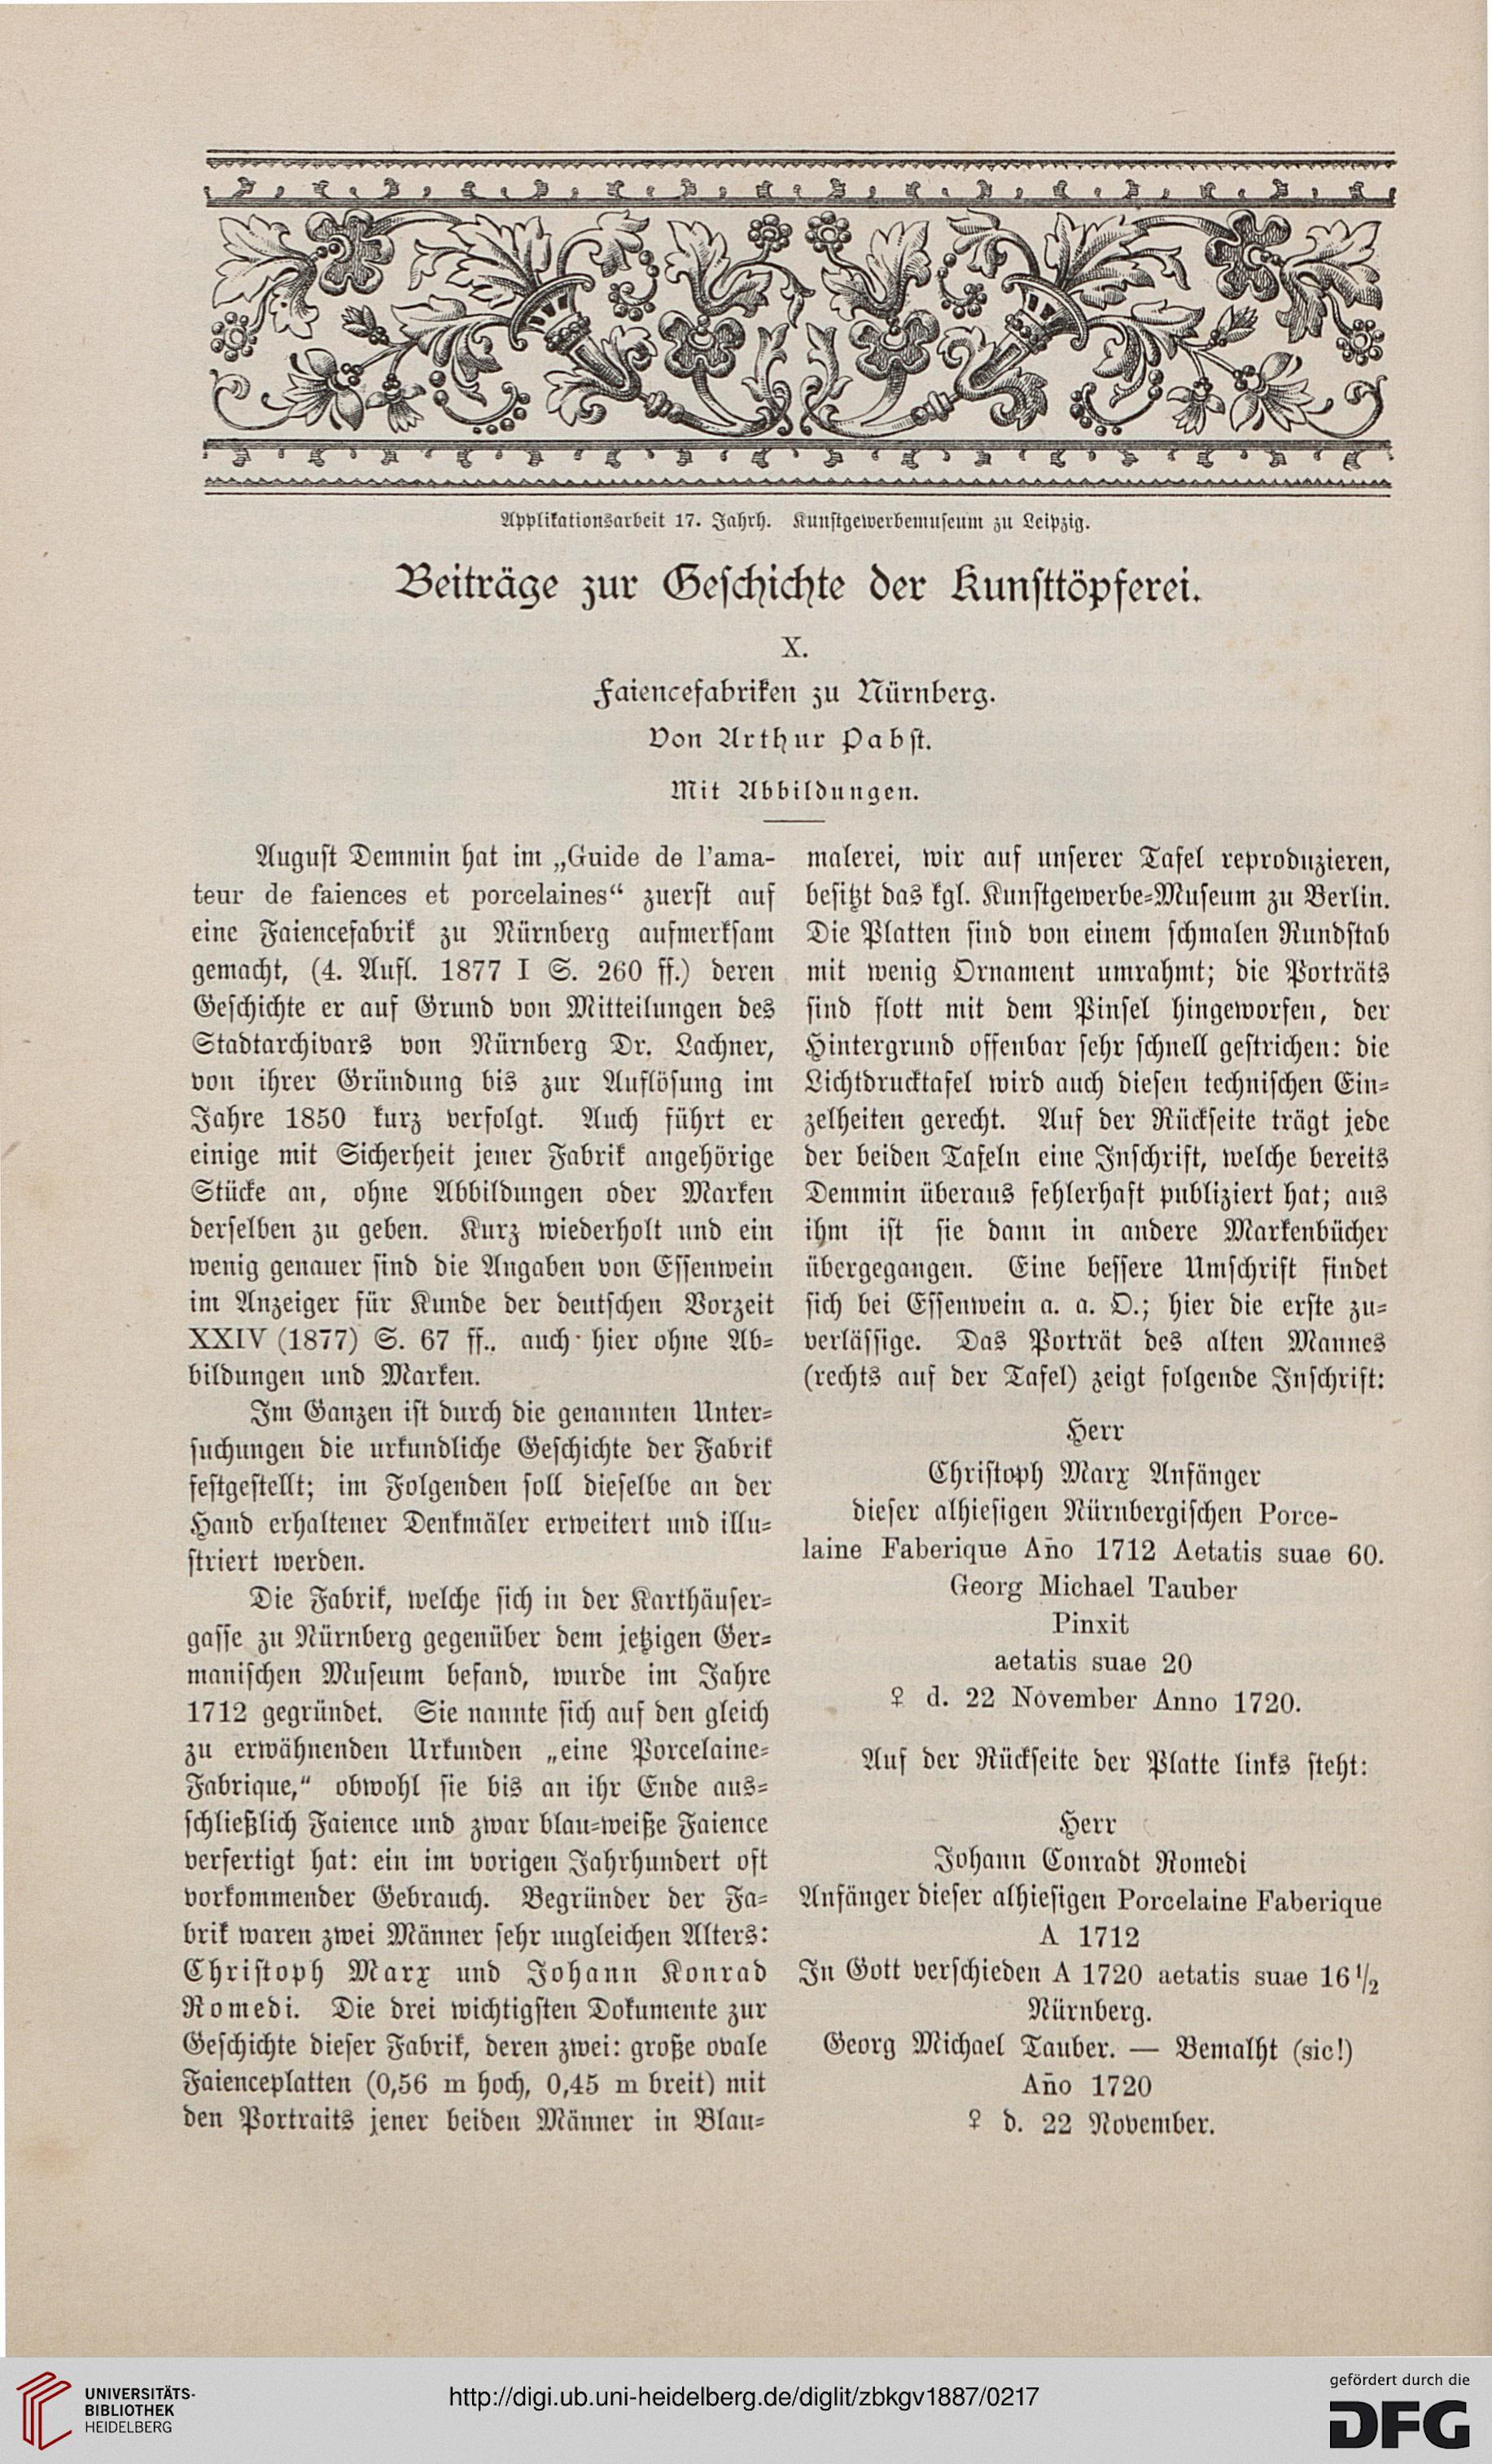 Applikationsarbeit 17. Jahrh. Kunstgewerbemuseum zu Leipzig.
Beiträge zur Geschichte der Kunsttöpferei.
X.
Faiencefabriken zu Nürnberg.
Von Arthur Pabst.
Mit Abbildungen.
August Demmin hat im „Guide de l'ama-
teur de faiences et porcelaines“ zuerst auf
eine Faiencefabrik zu Nürnberg aufmerksam
gemacht, (4. Aufl. 1877 I S. 260 ff.) deren
Geschichte er auf Grund von Mitteilungen des
Stadtarchivars von Nürnberg Dr. Lachner,
von ihrer Gründung bis zur Auflösung im
Jahre 1850 kurz verfolgt. Auch führt er
einige mit Sicherheit jener Fabrik angehörige
Stücke an, ohne Abbildungen oder Marken
derselben zu geben. Kurz wiederholt und ein
wenig genauer sind die Angaben von Essenwein
im Anzeiger für Kunde der deutschen Vorzeit
XXIV (1877) S. 67 ff., auch hier ohne Ab-
bildungen und Marken.
Im Ganzen ist durch die genannten Unter-
suchungen die urkundliche Geschichte der Fabrik
festgestellt; im Folgenden soll dieselbe an der
Hand erhaltener Denkmäler erweitert und illu-
striert werden.
Die Fabrik, welche sich in der Karthäuser-
gasse zu Nürnberg gegenüber dem jetzigen Ger-
manischen Museum befand, wurde im Jahre
1712 gegründet. Sie nannte sich auf den gleich
zu erwähnenden Urkunden „eine Porcelaine-
Fabrique,“ obwohl sie bis an ihr Ende aus-
schließlich Faience und zwar blau-weiße Faience
verfertigt hat: ein im vorigen Jahrhundert oft
vorkommender Gebrauch. Begründer der Fa-
brik waren zwei Männer sehr ungleichen Alters:
Christoph Marx und Johann Konrad
Romedi. Die drei wichtigsten Dokumente zur
Geschichte dieser Fabrik, deren zwei: große ovale
Faienceplatten (0,56 m hoch, 0,45 m breit) mit
den Portraits jener beiden Männer in Blau-
malerei, wir auf unserer Tafel reproduzieren,
besitzt das kgl. Kunstgewerbe-Museum zu Berlin.
Die Platten sind von einem schmalen Rundstab
mit wenig Ornament umrahmt; die Porträts
sind flott mit dem Pinsel hingeworfen, der
Hintergrund offenbar sehr schnell gestrichen: die
Lichtdrucktafel wird auch diesen technischen Ein-
zelheiten gerecht. Auf der Rückseite trägt jede
der beiden Tafeln eine Inschrift, welche bereits
Demmin überaus fehlerhaft publiziert hat; aus
ihm ist sie dann in andere Markenbücher
übergegangen. Eine bessere Umschrift findet
sich bei Essenwein a. a. O.; hier die erste zu-
verlässige. Das Porträt des alten Mannes
(rechts auf der Tafel) zeigt folgende Inschrift:
Herr
Christoph Marx Anfänger
dieser alhiesigen Nürnbergischen Porce-
laine Faberique Año 1712 Aetatis suae 60.
Georg Michael Tauber
Pinxit
aetatis suae 20
♀ d. 22 November Anno 1720.
Auf der Rückseite der Platte links steht:
Herr
Johann Conradt Romedi
Anfänger dieser alhiesigen Porcelaine Faberique
A 1712
In Gott verschieden A 1720 aetatis suae 16 1/2
Nürnberg.
Georg Michael Tauber. — Bemalht (sic!)
Año 1720
♀ d. 22 November.
UNIVERSITÄTS-
BIBLIOTHEK
HEIDELBERG
http://digi.ub.uni-heidelberg.de/diglit/zbkgv1887/0217
gefördert durch die
DFG